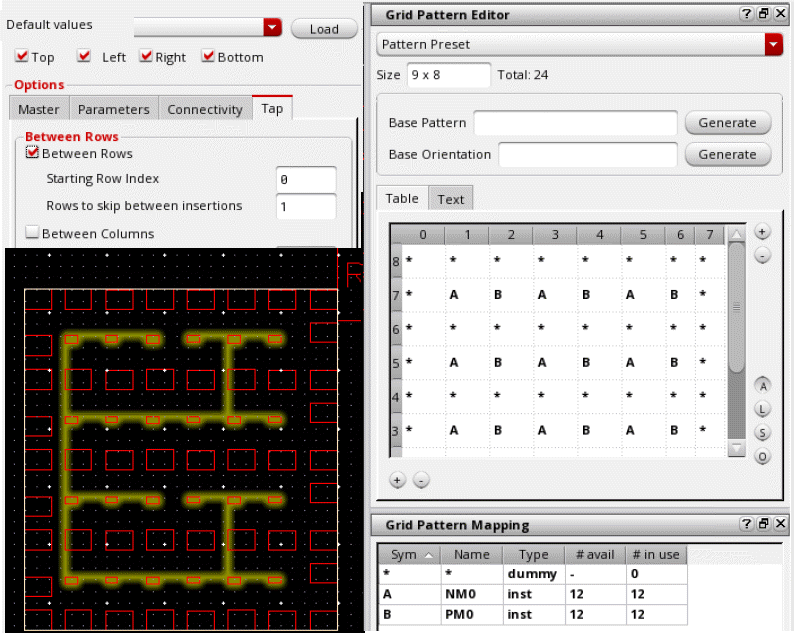 Default values
Load
Top Left Right Bottom
Options
Master Parameters Connectivity Tap
Between Rows
Between Rows
Starting Row Index 0
Rows to skip between insertions 1
Between Columns
Grid Pattern Editor
Pattern Preset
Size 9 x 8 Total: 24
Base Pattern Generate
Base Orientation Generate
Table Text
0 1 2 3 4 5 6 7
8 * * * * * * * *
7 * A B A B A B *
6 * * * * * * * *
5 * A B A B A B *
4 * * * * * * * *
3 * A B A B A B *
+ -
+ -
A
L
S
O
Grid Pattern Mapping
Sym Name Type # avail # in use
* * dummy - 0
A NM0 inst 12 12
B PM0 inst 12 12